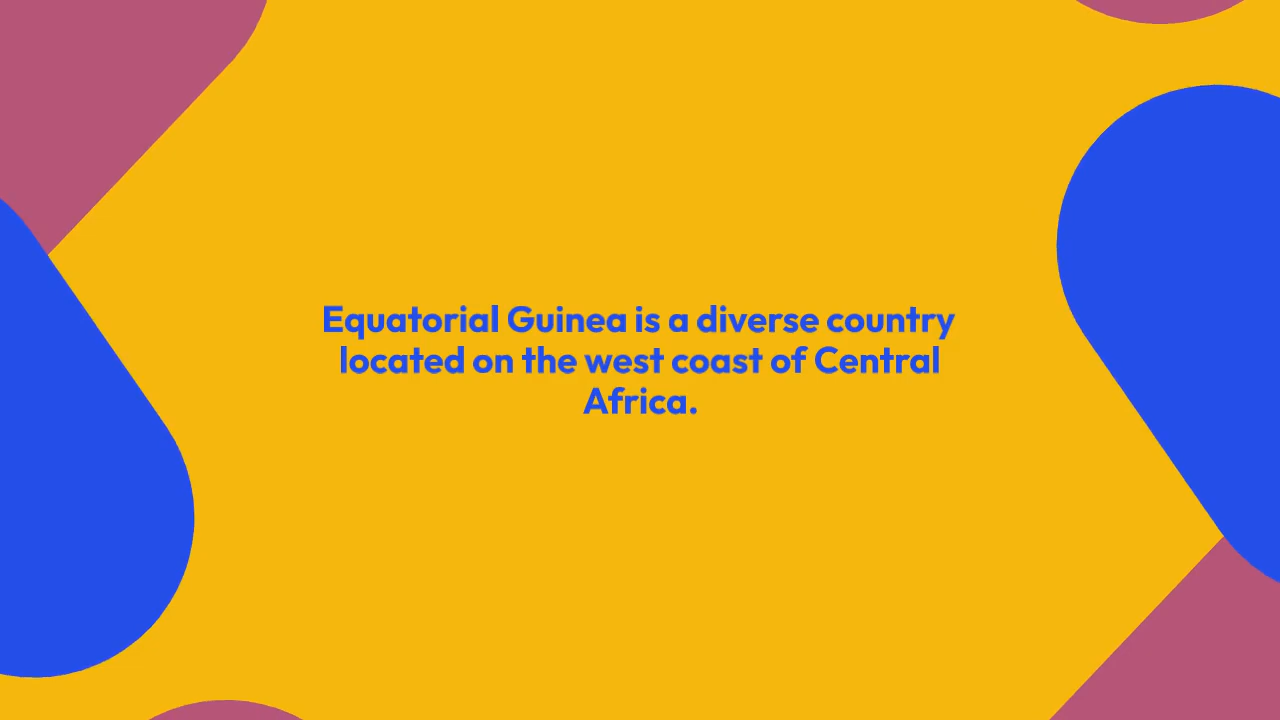 Equatorial Guinea is a diverse country
located on the west coast of Central
Africa.